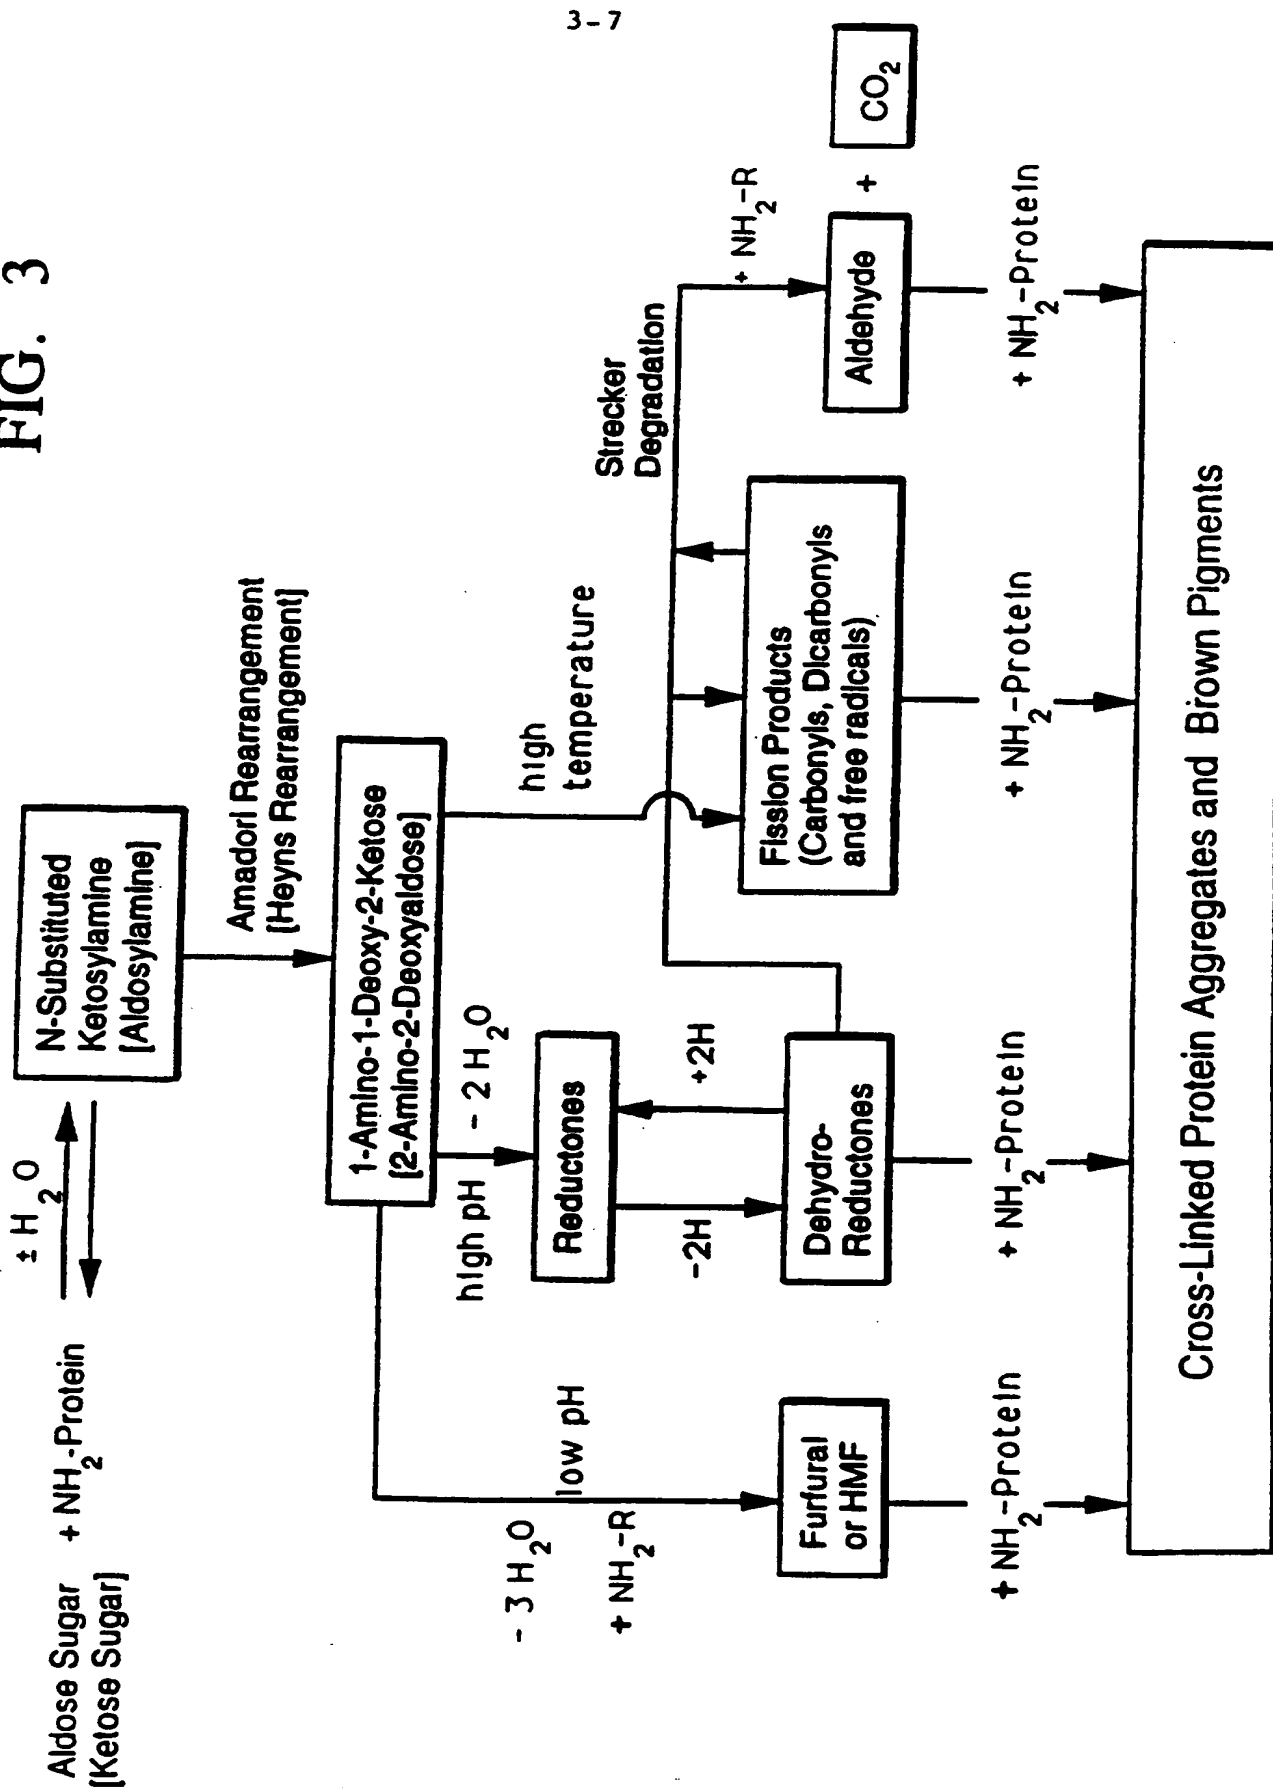 3-7
FIG. 3
Aldose Sugar + NH2-Protein
[Ketose Sugar]
± H2O
N-Substituted
Ketosylamine
[Aldosylamine]
Amadori Rearrangement
[Heyns Rearrangement]
1-Amino-1-Deoxy-2-Ketose
[2-Amino-2-Deoxyaldose]
- 3 H2O
low pH
+ NH2-R
high pH
- 2 H2O
high
temperature
Reductones
-2H
+2H
Strecker
Degradation
+ NH2-R
Furfural
or HMF
Dehydro-
Reductones
Fission Products
(Carbonyls, Dicarbonyls
and free radicals)
Aldehyde
+
CO2
+ NH2-Protein
+ NH2-Protein
+ NH2-Protein
+ NH2-Protein
Cross-Linked Protein Aggregates and Brown Pigments